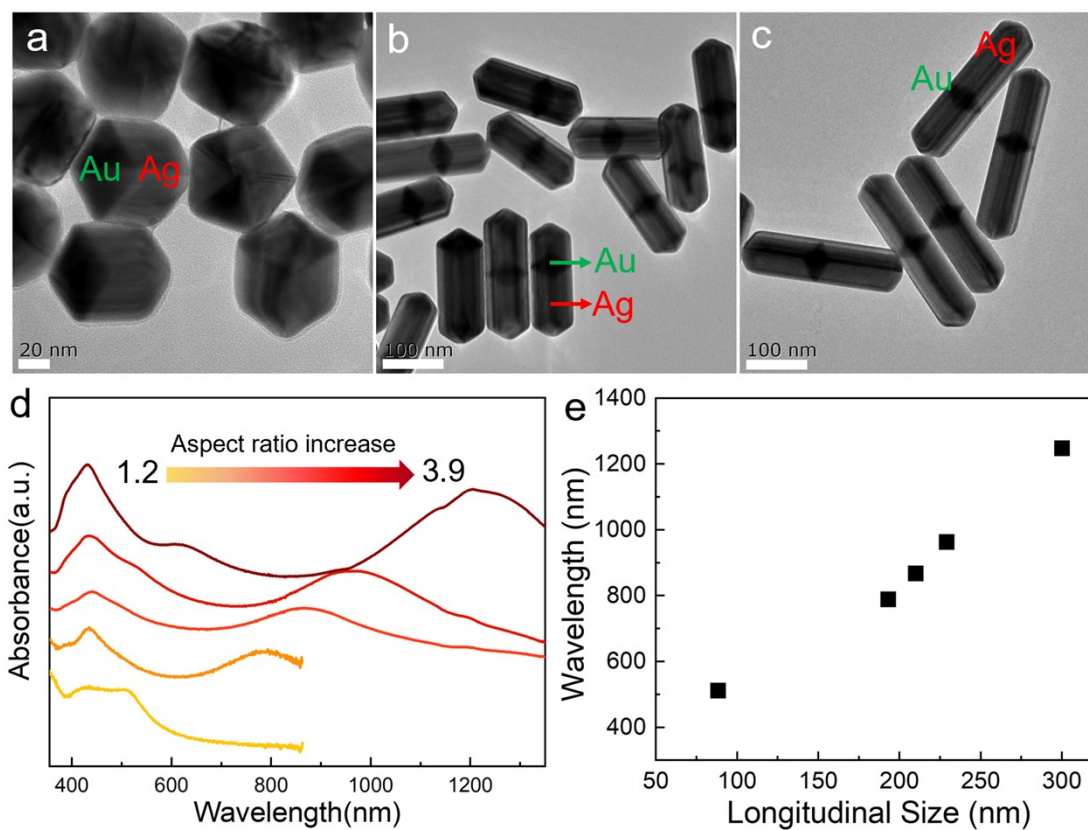 a
Au Ag
20 nm
b
Au
Ag
100 nm
c
Ag
Au
100 nm
d
Aspect ratio increase
1.2 3.9
Absorbance(a.u.)
400 600 800 1000 1200
Wavelength(nm)
e
1400
1200
1000
800
600
400
Wavelength (nm)
50 100 150 200 250 300
Longitudinal Size (nm)